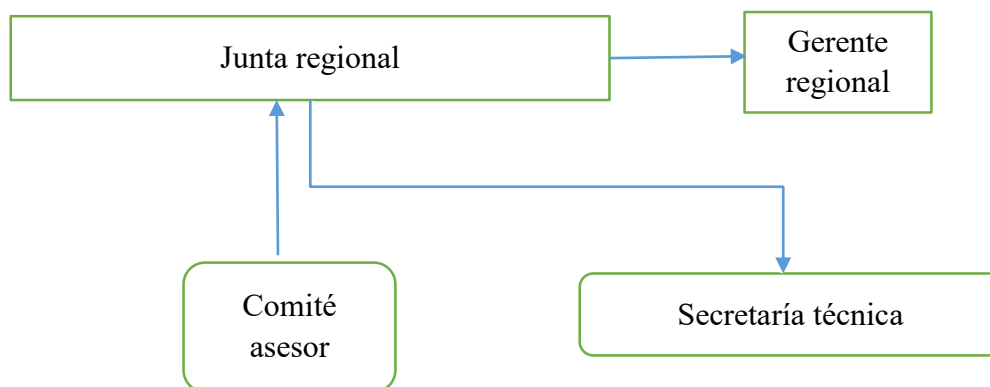 Junta regional
Gerente
regional
Comité
asesor
Secretaría técnica